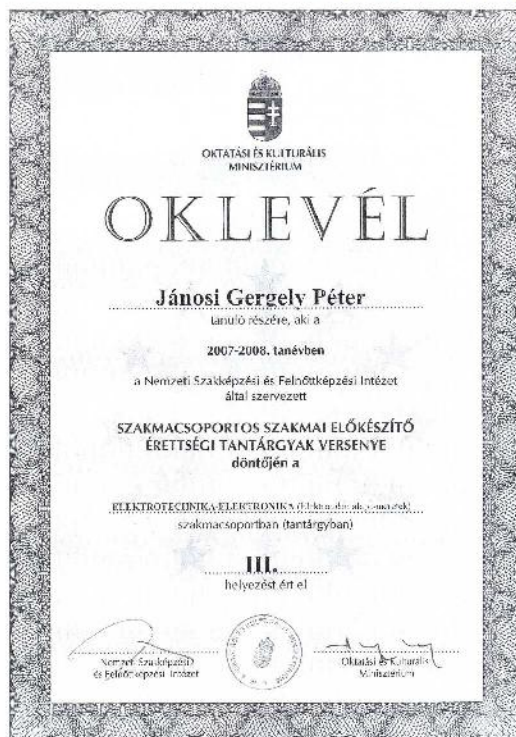 OKTATÁSI ÉS KULTURÁLIS
MINISZTÉRIUM
OKLEVÉL
Jánosi Gergely Péter
tanuló részére, aki a
2007-2008. tanévben
a Nemzeti Szakképzési és Felnőttképzési Intézet
által szervezett
SZAKMACSOPORTOS SZAKMAI ELŐKÉSZÍTŐ
ÉRETTSÉGI TANTÁRGYAK VERSENYE
döntőjén a
ELEKTROTECHNIKA-ELEKTRONIKA
szakmacsoportban (tantárgyban)
III.
helyezést ért el
Nemzeti Szakképzési
és Felnőttképzési Intézet
Oktatási és Kulturális
Minisztérium